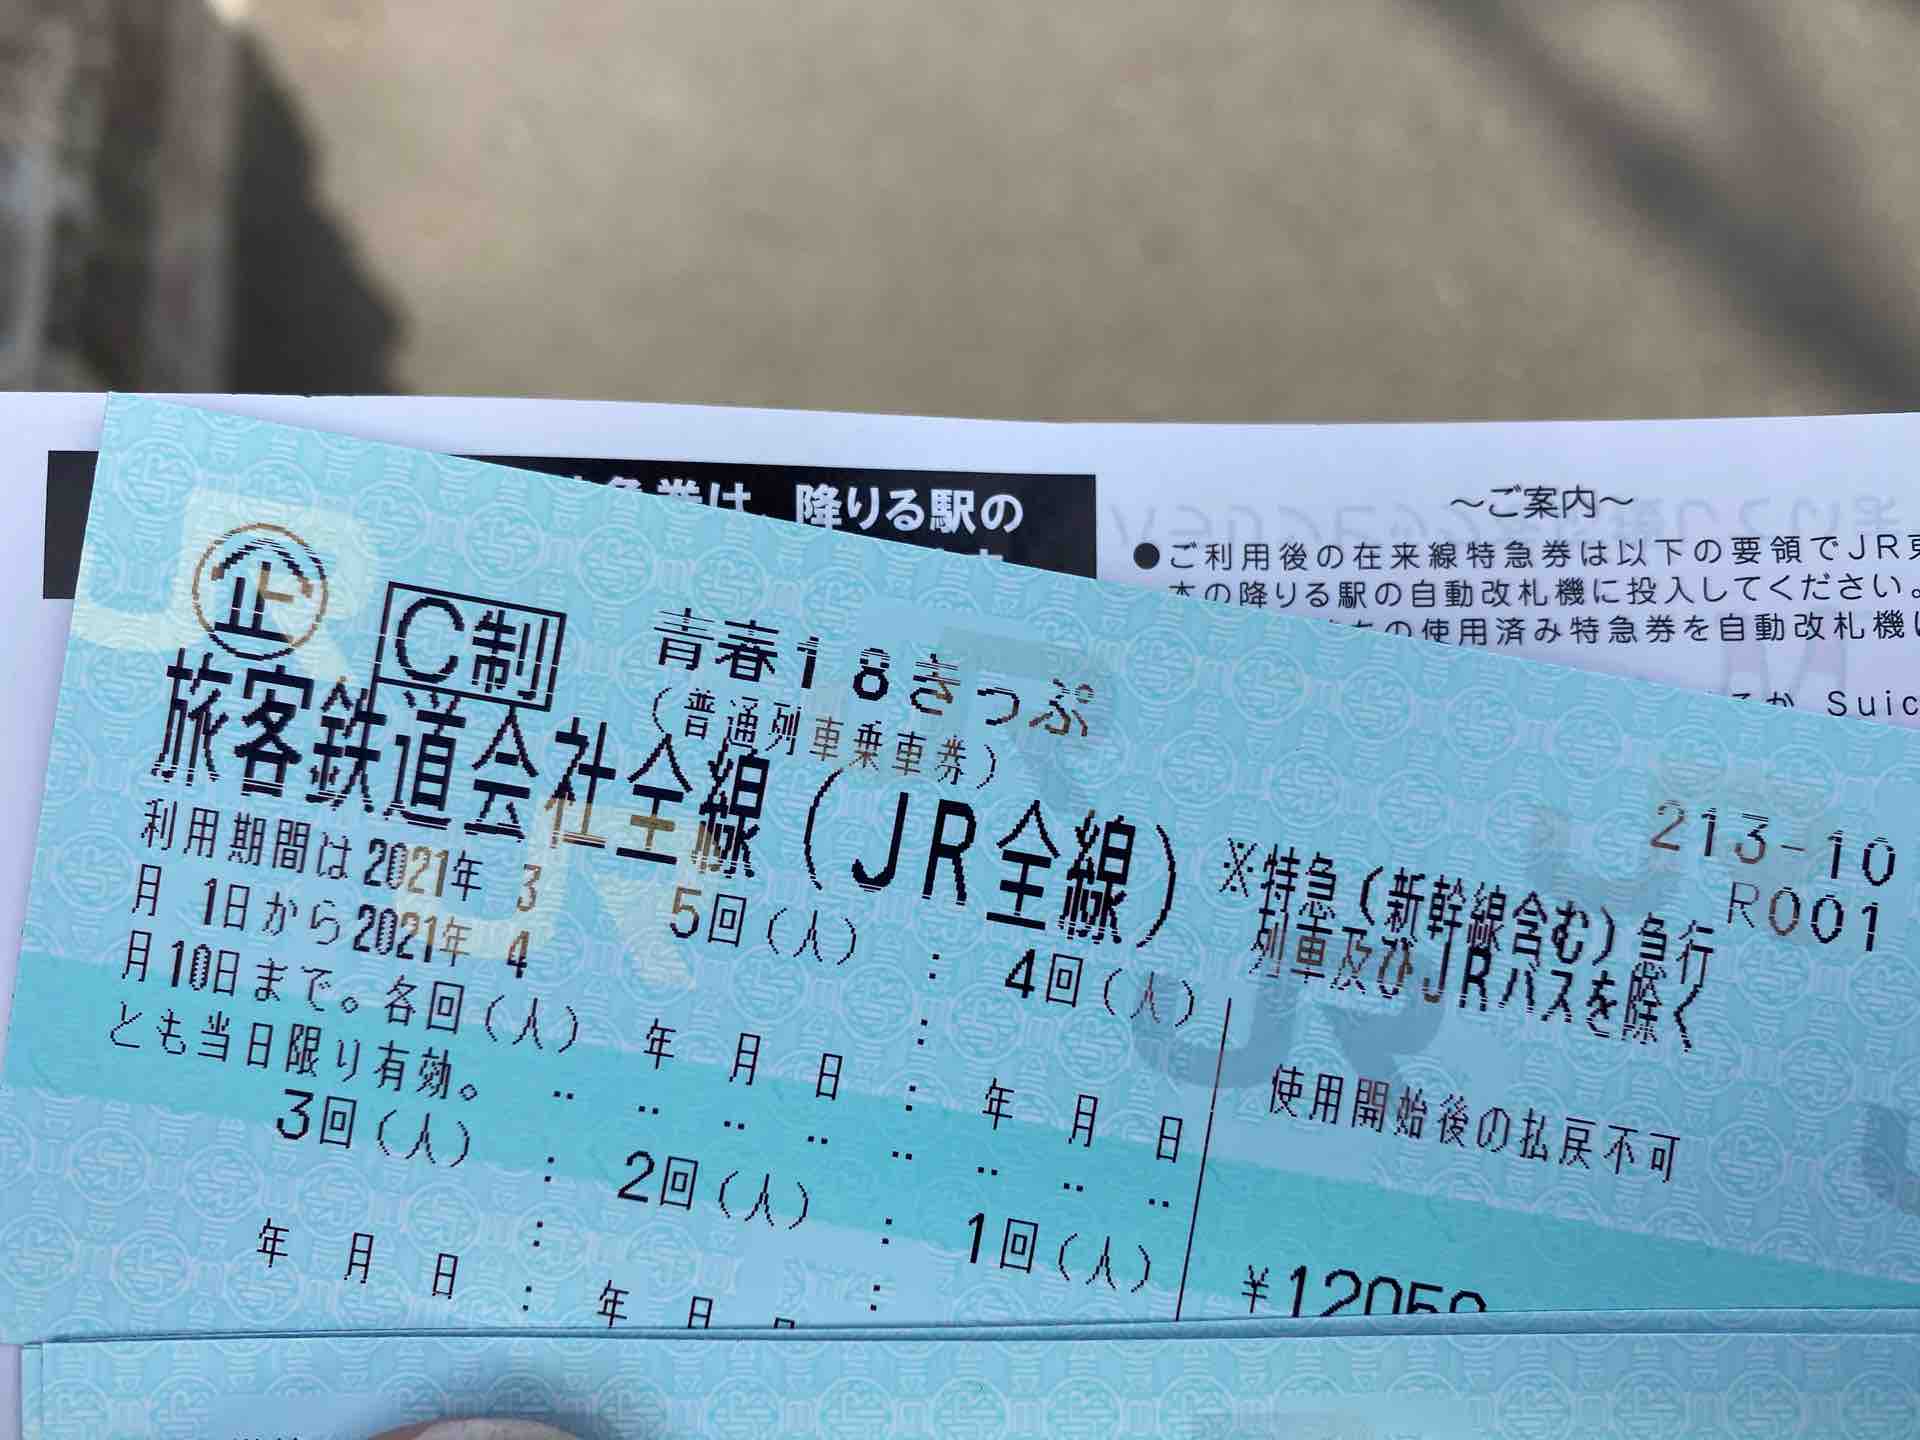 急券は、降りる駅の
～ご案内～
●ご利用後の在来線特急券は以下の要領でJR東
本の降りる駅の自動改札機に投入してください。
の使用済み特急券を自動改札機に
か Suic
企 C制 青春18きっぷ
（普通列車乗車券）
旅客鉄道会社全線（JR全線）
213-10
R001
※特急（新幹線含む）急行
列車及びJRバスを除く
利用期間は2021年 3
月 1日から2021年 4
月10日まで。各回（人）
とも当日限り有効。
5回（人） : 4回（人）
年 月 日 : 年 月 日
3回（人） : 2回（人） : 1回（人）
年 月 日 : 年 月 日 :
使用開始後の払戻不可
¥12050